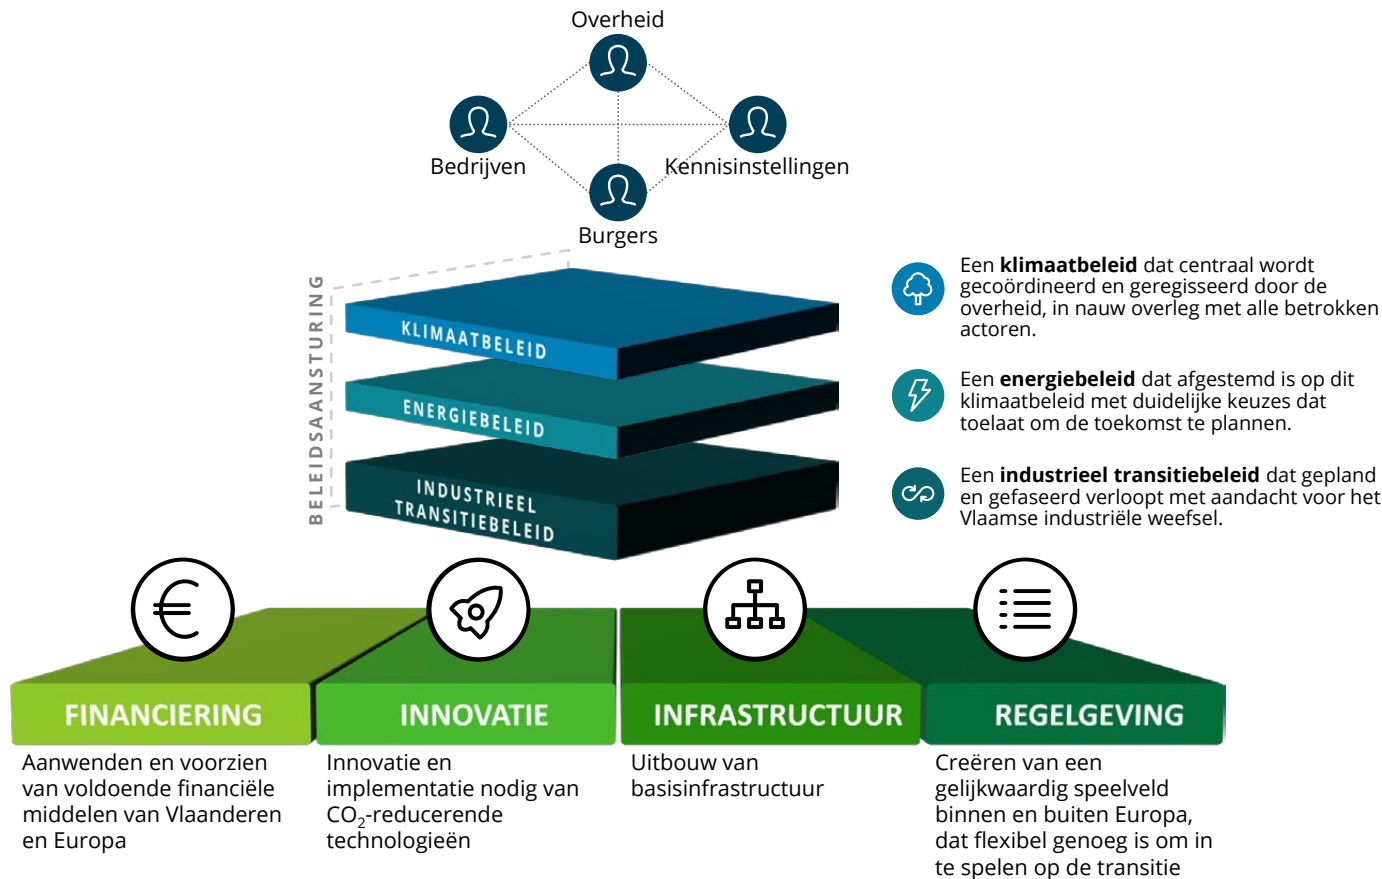 Overheid
Bedrijven
Kennisinstellingen
Burgers
BELEIDSAANSTURING
KLIMAATBELEID
ENERGIEBELEID
INDUSTRIEEL
TRANSITIEBELEID
Een klimaatbeleid dat centraal wordt
gecoördineerd en geregisseerd door de
overheid, in nauw overleg met alle betrokken
actoren.
Een energiebeleid dat afgestemd is op dit
klimaatbeleid met duidelijke keuzes dat
toelaat om de toekomst te plannen.
Een industrieel transitiebeleid dat gepland
en gefaseerd verloopt met aandacht voor het
Vlaamse industriële weefsel.
FINANCIERING
Aanwenden en voorzien
van voldoende financiële
middelen van Vlaanderen
en Europa
INNOVATIE
Innovatie en
implementatie nodig van
CO₂-reducerende
technologieën
INFRASTRUCTUUR
Uitbouw van
basisinfrastructuur
REGELGEVING
Creëren van een
gelijkwaardig speelveld
binnen en buiten Europa,
dat flexibel genoeg is om in
te spelen op de transitie